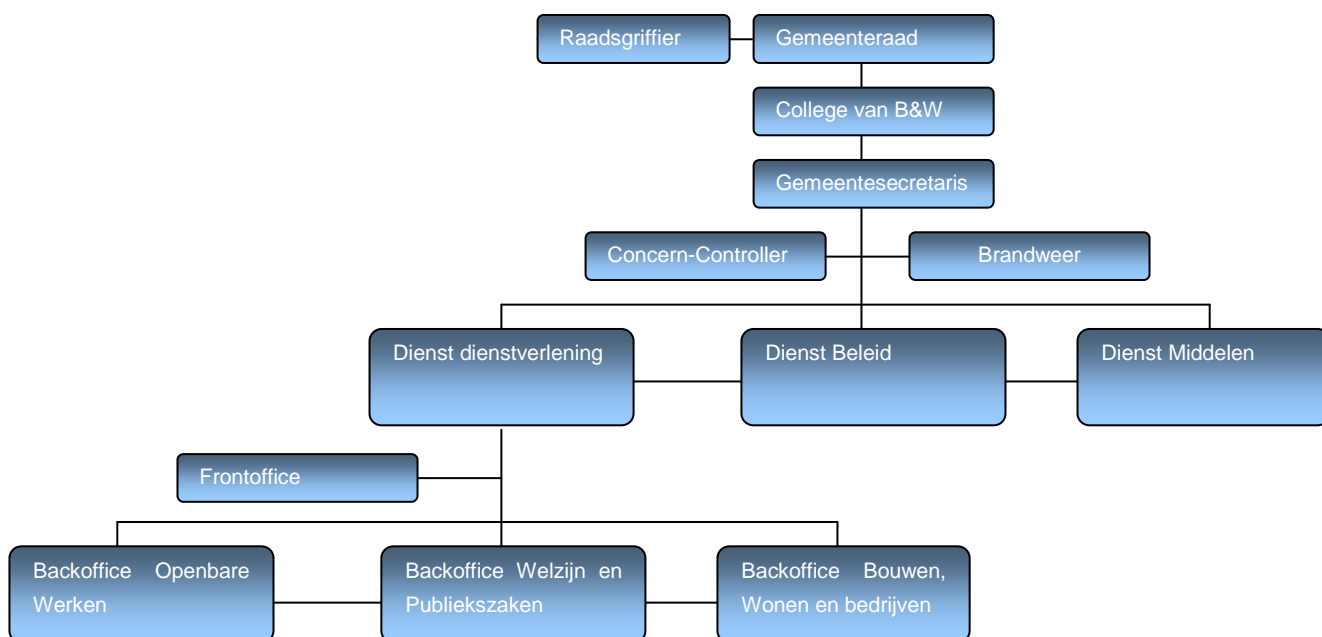 Raadsgriffier
Gemeenteraad
College van B&W
Gemeentesecretaris
Concern-Controller
Brandweer
Dienst dienstverlening
Dienst Beleid
Dienst Middelen
Frontoffice
Backoffice Openbare
Werken
Backoffice Welzijn en
Publiekszaken
Backoffice Bouwen,
Wonen en bedrijven